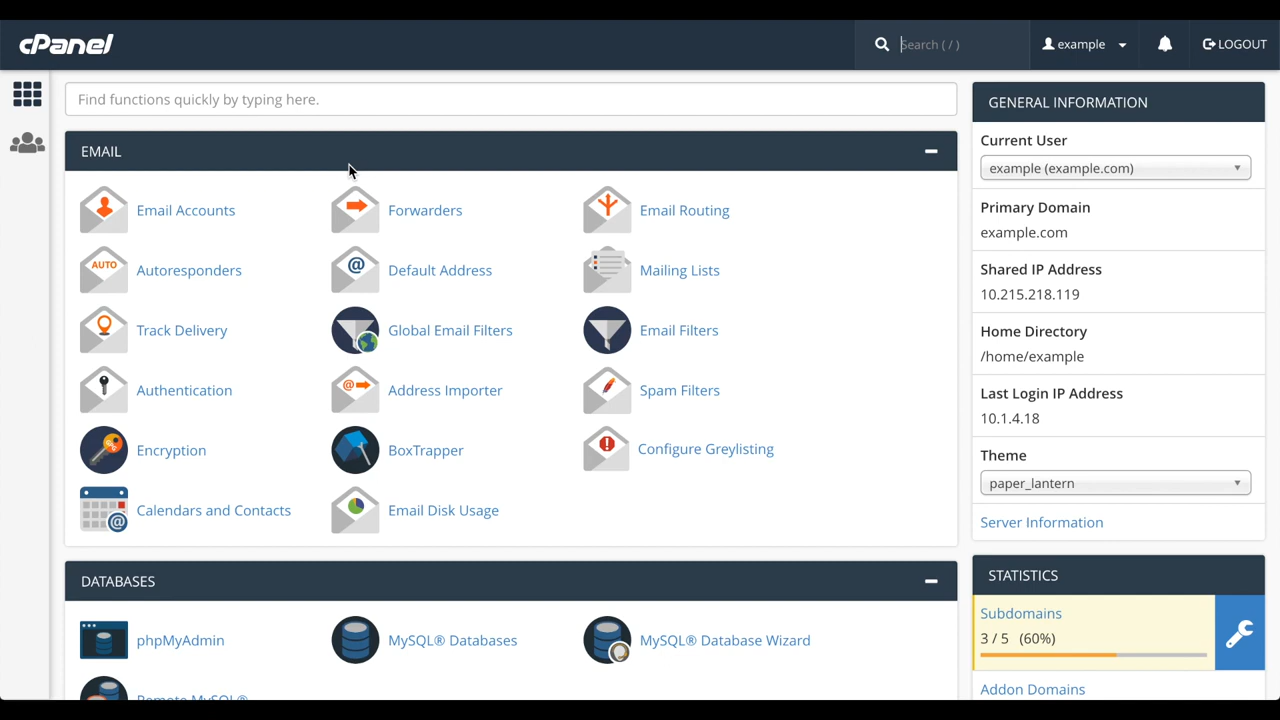 cPanel
Search ( / )
example
LOGOUT
Find functions quickly by typing here.
EMAIL
Email Accounts
Forwarders
Email Routing
AUTO
Autoresponders
@
Default Address
Mailing Lists
Track Delivery
Global Email Filters
Email Filters
Authentication
@
Address Importer
Spam Filters
Encryption
BoxTrapper
!
Configure Greylisting
@
Calendars and Contacts
Email Disk Usage
DATABASES
phpMyAdmin
MySQL® Databases
MySQL® Database Wizard
Remote MySQL®
GENERAL INFORMATION
Current User
example (example.com)
Primary Domain
example.com
Shared IP Address
10.215.218.119
Home Directory
/home/example
Last Login IP Address
10.1.4.18
Theme
paper_lantern
Server Information
STATISTICS
Subdomains
3 / 5 (60%)
Addon Domains